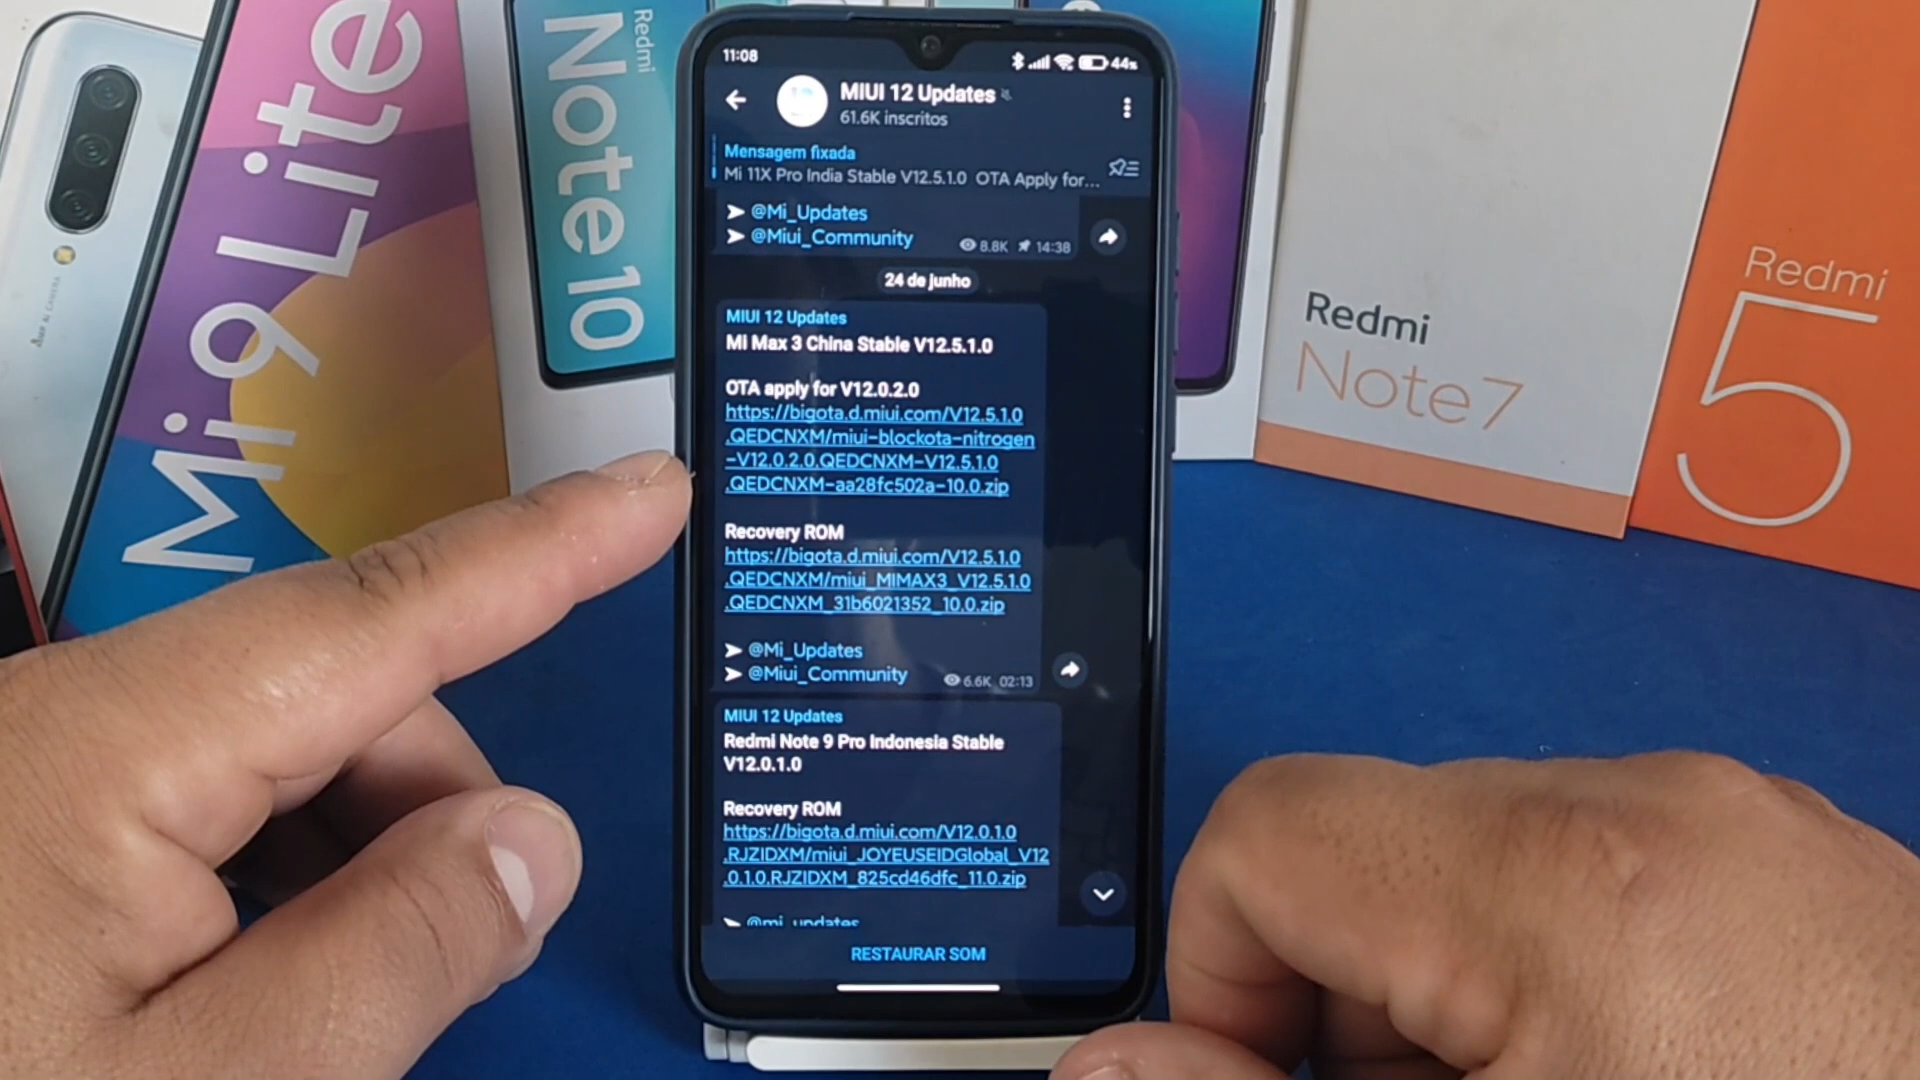 11:08
44%
MIUI 12 Updates
61.6K inscritos
Mensagem fixada
Mi 11X Pro India Stable V12.5.1.0 OTA Apply for...
➤ @Mi_Updates
➤ @Miui_Community
8.8K 14:38
24 de junho
MIUI 12 Updates
Mi Max 3 China Stable V12.5.1.0
OTA apply for V12.0.2.0
https://bigota.d.miui.com/V12.5.1.0
.QEDCNXM/miui-blockota-nitrogen
-V12.0.2.0.QEDCNXM-V12.5.1.0
.QEDCNXM-aa28fc502a-10.0.zip
Recovery ROM
https://bigota.d.miui.com/V12.5.1.0
.QEDCNXM/miui_MIMAX3_V12.5.1.0
.QEDCNXM_31b6021352_10.0.zip
➤ @Mi_Updates
➤ @Miui_Community
6.6K 02:13
MIUI 12 Updates
Redmi Note 9 Pro Indonesia Stable
V12.0.1.0
Recovery ROM
https://bigota.d.miui.com/V12.0.1.0
.RJZIDXM/miui_JOYEUSEIDGlobal_V12
.0.1.0.RJZIDXM_825cd46dfc_11.0.zip
➤ @mi_updates
RESTAURAR SOM
Mi 9 Lite
Redmi
Note 10
Redmi
Note 7
Redmi
5